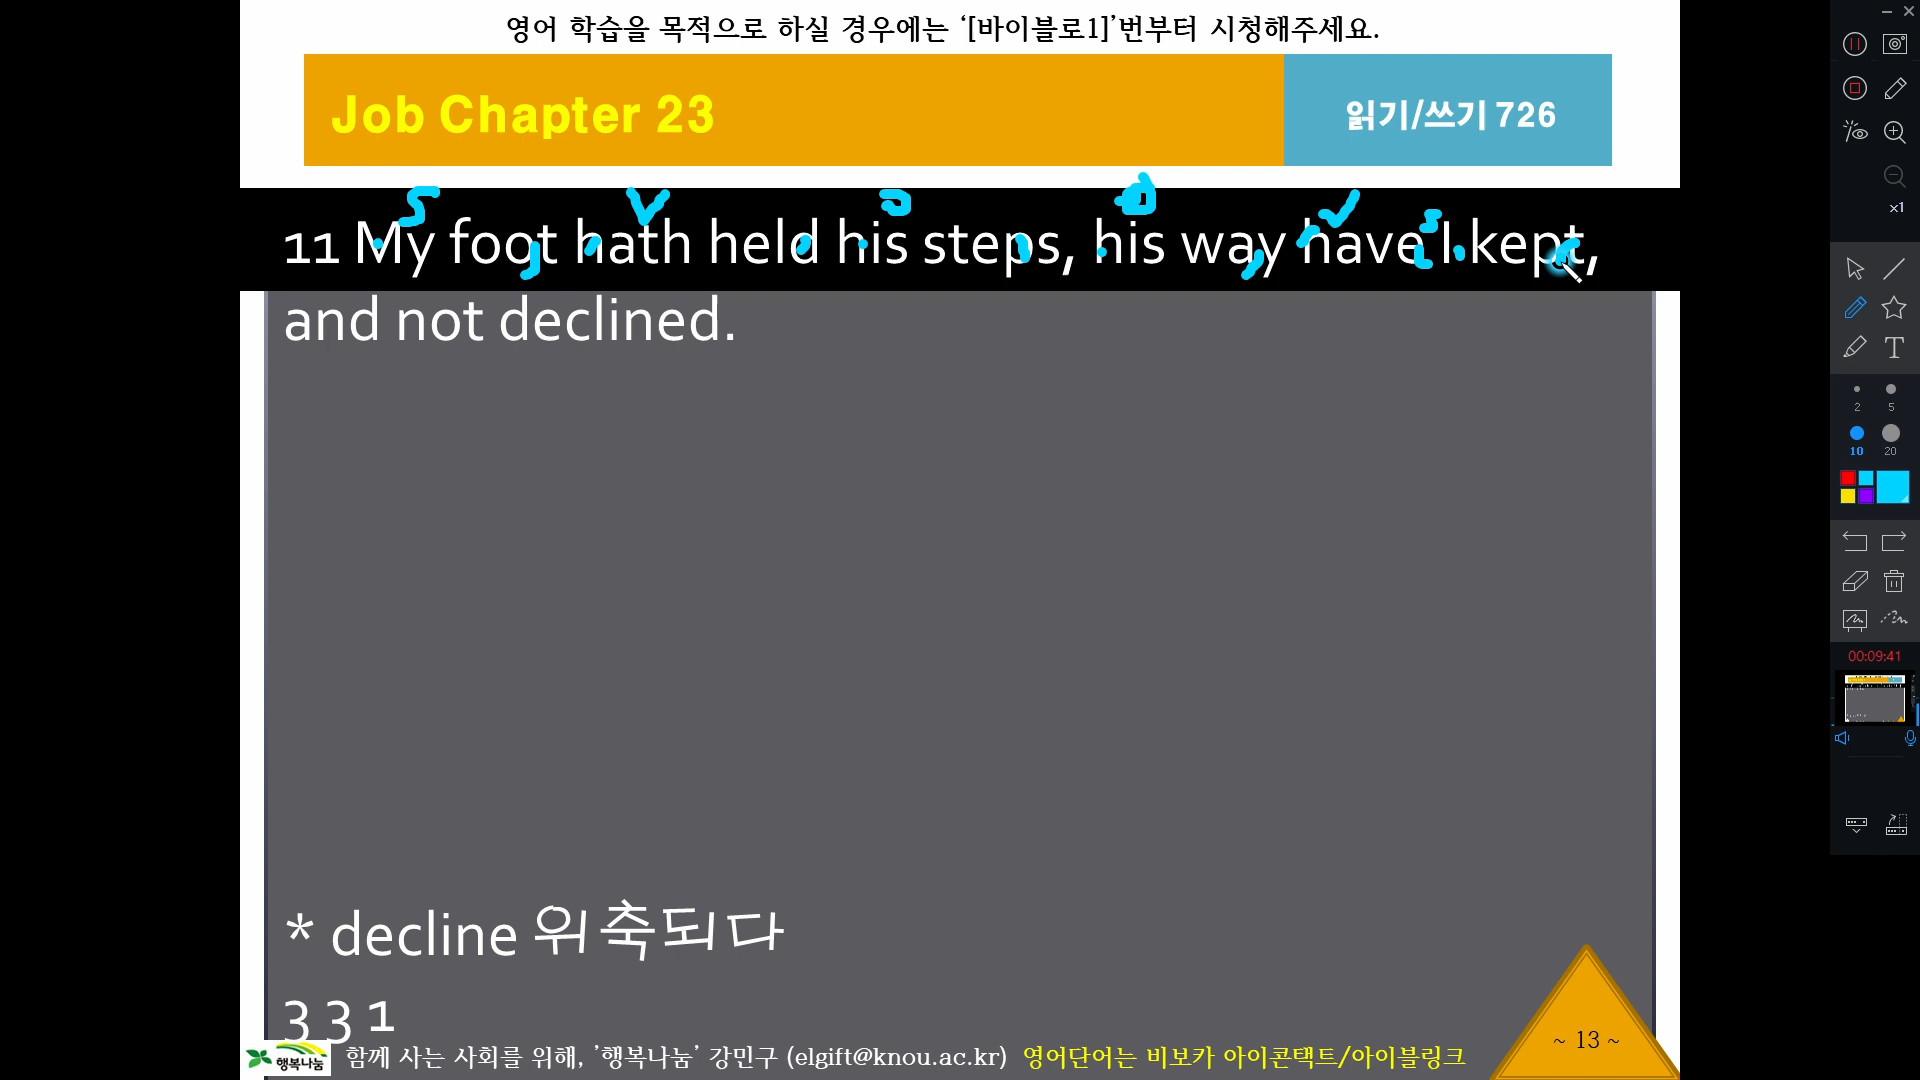 영어 학습을 목적으로 하실 경우에는 ‘[바이블로1]’번부터 시청해주세요.
Job Chapter 23
읽기/쓰기 726
11 My foot hath held his steps, his way have I kept,
and not declined.
* decline 위축되다
3 3 1
행복나눔
함께 사는 사회를 위해, ’행복나눔’ 강민구 (elgift@knou.ac.kr) 영어단어는 비보카 아이콘택트/아이블링크
~ 13 ~
x1
2 5
10 20
00:09:41